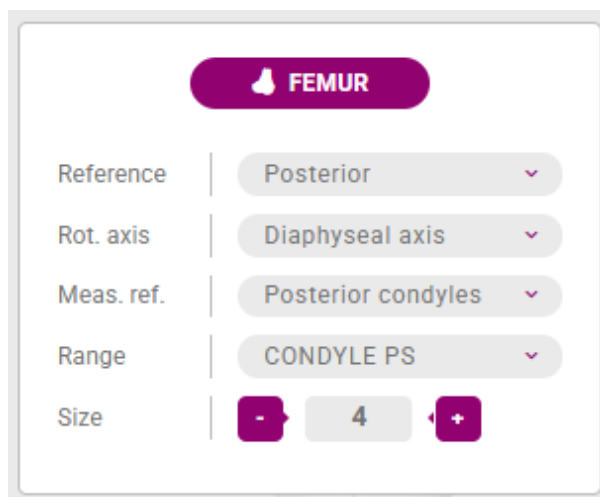 FEMUR
Reference Posterior
Rot. axis Diaphyseal axis
Meas. ref. Posterior condyles
Range CONDYLE PS
Size - 4 +